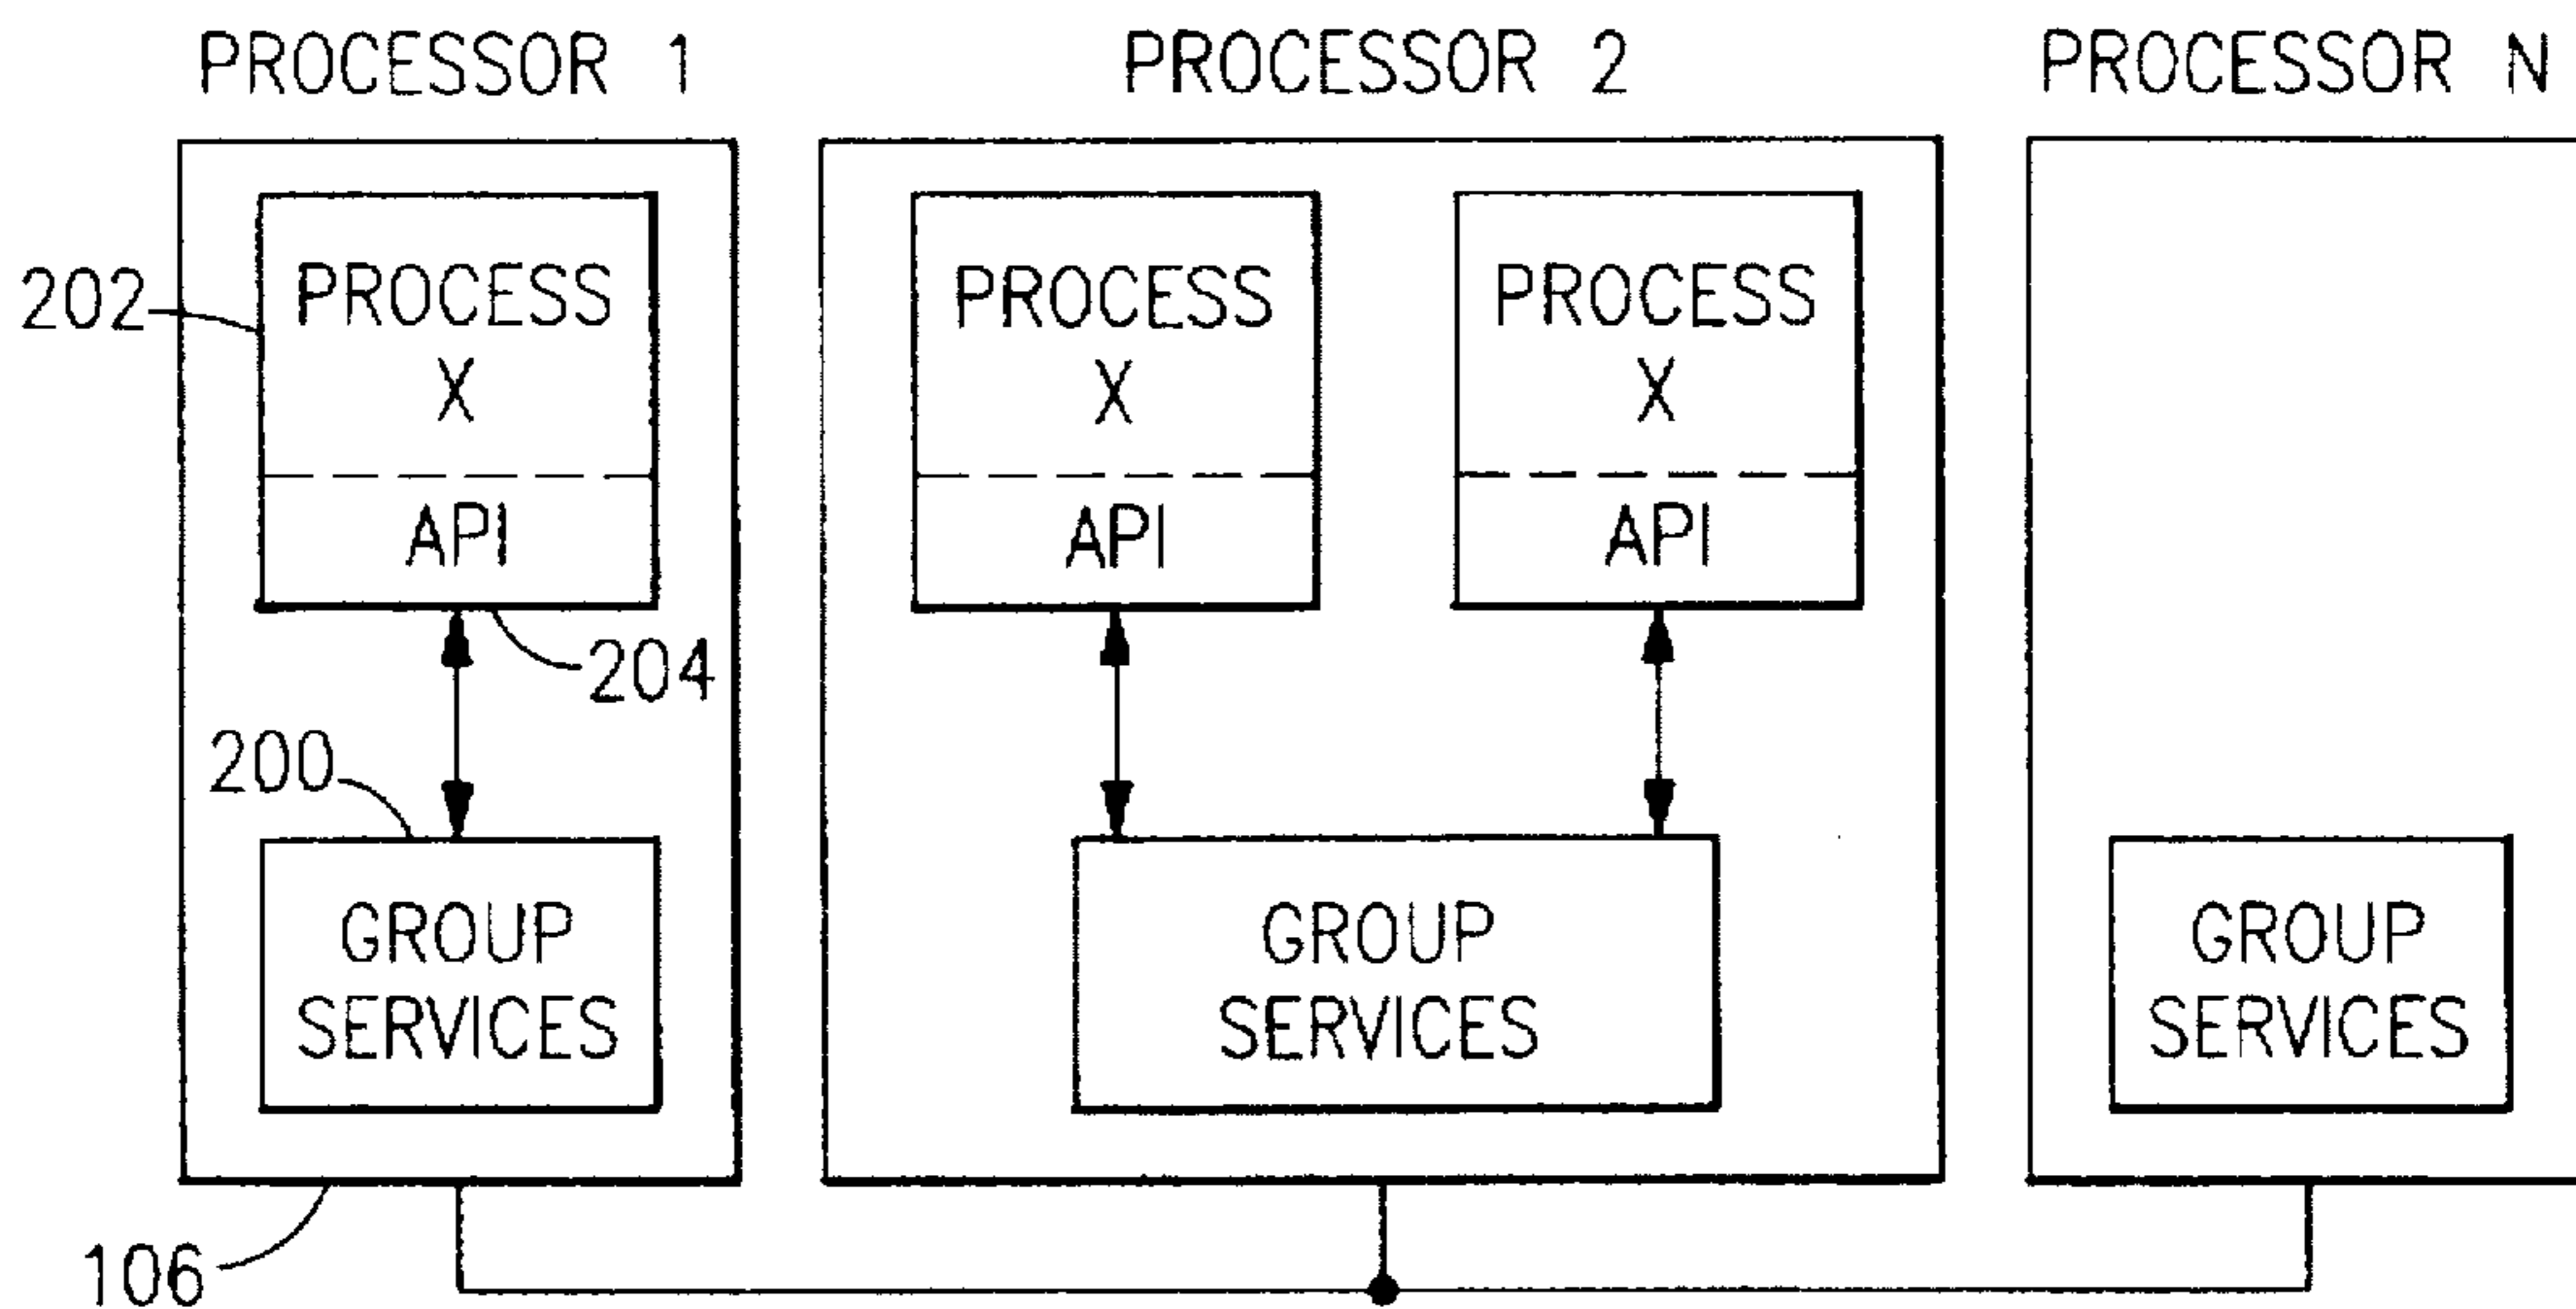 PROCESSOR 1
PROCESSOR 2
PROCESSOR N
202
PROCESS
X
API
204
200
GROUP
SERVICES
106
PROCESS
X
API
PROCESS
X
API
GROUP
SERVICES
GROUP
SERVICES